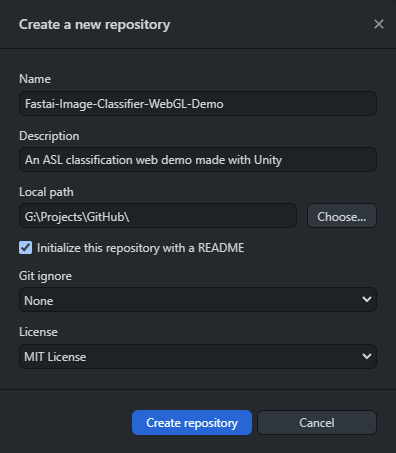 Create a new repository
Name
Fastai-Image-Classifier-WebGL-Demo
Description
An ASL classification web demo made with Unity
Local path
G:\Projects\GitHub\
Choose...
Initialize this repository with a README
Git ignore
None
License
MIT License
Create repository
Cancel